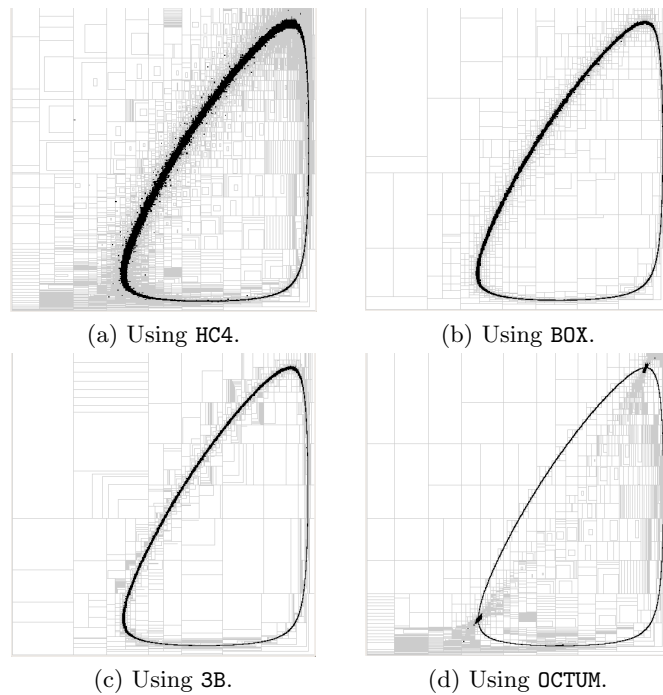 (a) Using HC4.
(b) Using BOX.
(c) Using 3B.
(d) Using OCTUM.